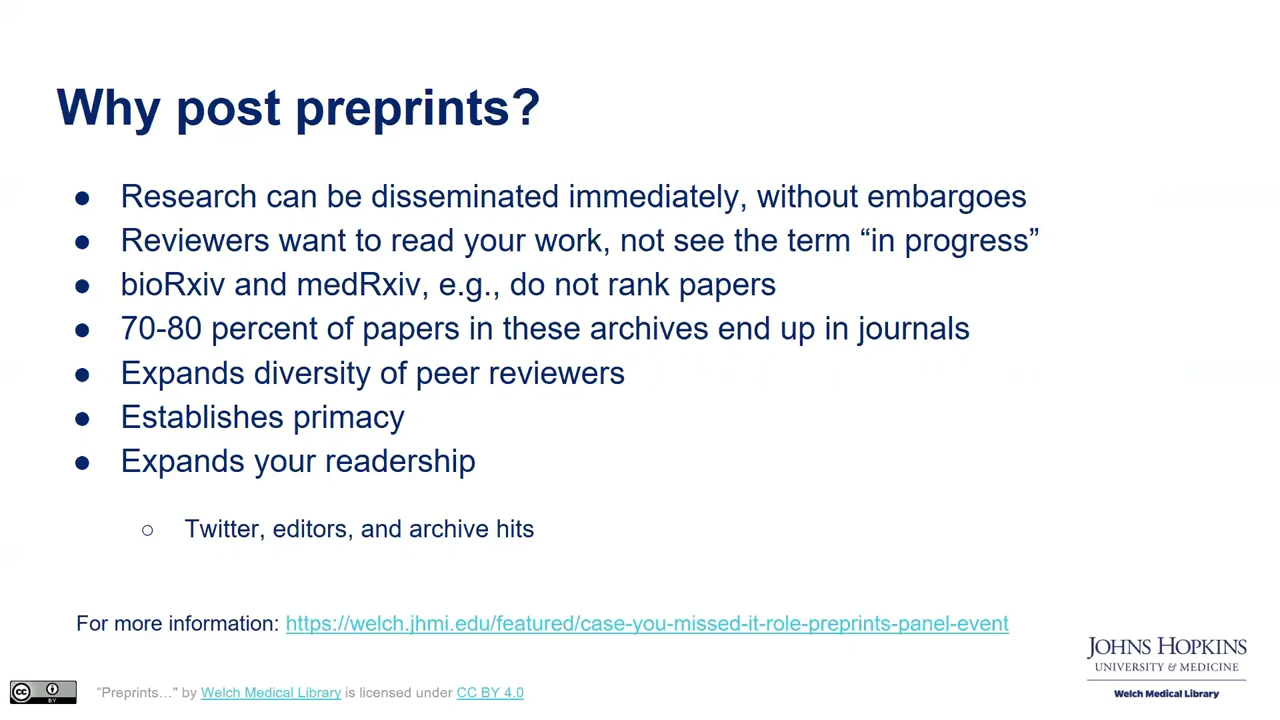 Why post preprints?
● Research can be disseminated immediately, without embargoes
● Reviewers want to read your work, not see the term “in progress”
● bioRxiv and medRxiv, e.g., do not rank papers
● 70-80 percent of papers in these archives end up in journals
● Expands diversity of peer reviewers
● Establishes primacy
● Expands your readership
○ Twitter, editors, and archive hits
For more information: https://welch.jhmi.edu/featured/case-you-missed-it-role-preprints-panel-event
JOHNS HOPKINS
UNIVERSITY & MEDICINE
Welch Medical Library
cc BY
“Preprints…" by Welch Medical Library is licensed under CC BY 4.0